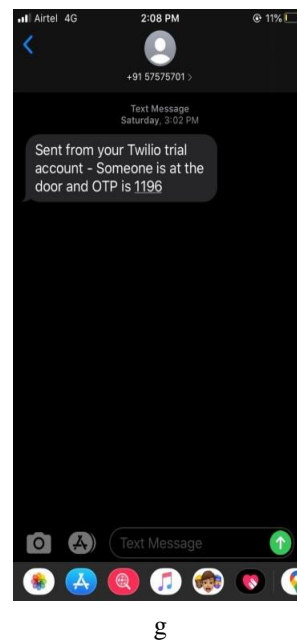 Airtel 4G 2:08 PM 11%
+91 57575701 >
Text Message
Saturday, 3:02 PM
Sent from your Twilio trial
account - Someone is at the
door and OTP is 1196
Text Message
g